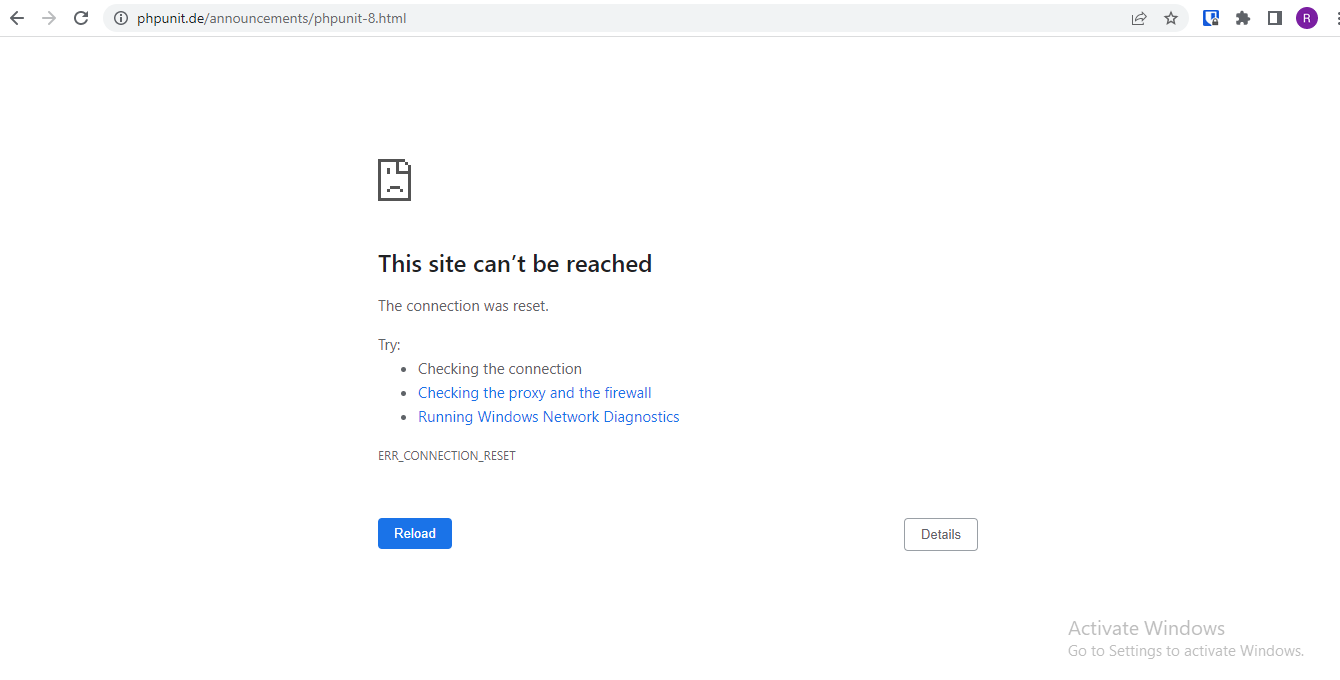 phpunit.de/announcements/phpunit-8.html
R
This site can’t be reached
The connection was reset.
Try:
Checking the connection
Checking the proxy and the firewall
Running Windows Network Diagnostics
ERR_CONNECTION_RESET
Reload
Details
Activate Windows
Go to Settings to activate Windows.